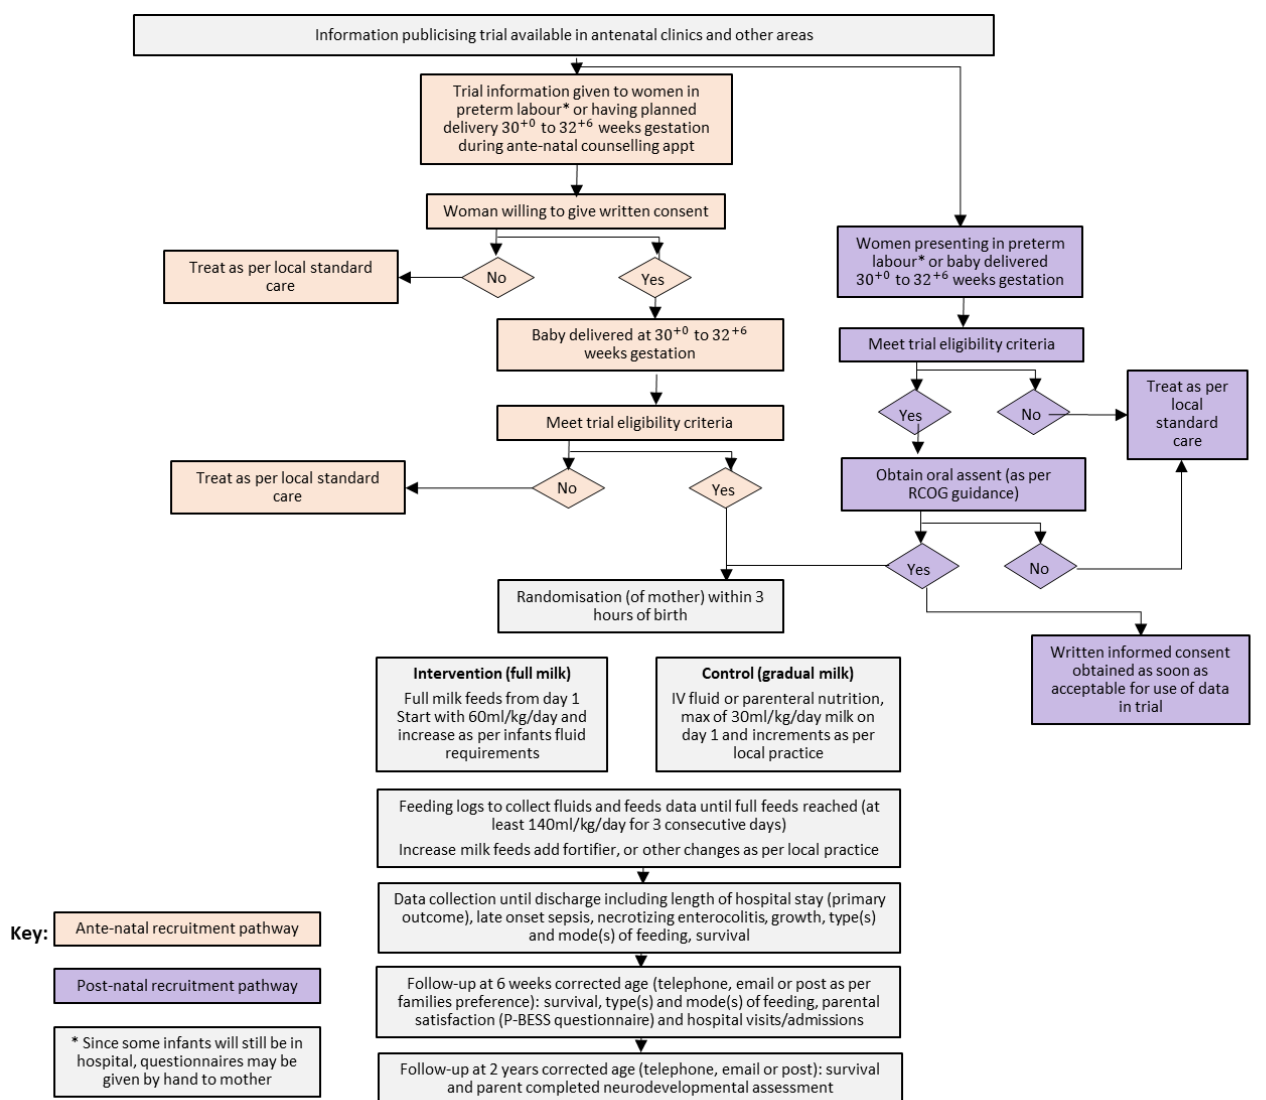 Information publicising trial available in antenatal clinics and other areas
Trial information given to women in
preterm labour* or having planned
delivery 30⁺⁰ to 32⁺⁶ weeks gestation
during ante-natal counselling appt
Woman willing to give written consent
Treat as per local standard
care
No
Yes
Baby delivered at 30⁺⁰ to 32⁺⁶
weeks gestation
Meet trial eligibility criteria
Treat as per local standard
care
No
Yes
Women presenting in preterm
labour* or baby delivered
30⁺⁰ to 32⁺⁶ weeks gestation
Meet trial eligibility criteria
Yes
No
Treat as per
local
standard
care
Obtain oral assent (as per
RCOG guidance)
Yes
No
Written informed consent
obtained as soon as
acceptable for use of data
in trial
Randomisation (of mother) within 3
hours of birth
Intervention (full milk)
Full milk feeds from day 1
Start with 60ml/kg/day and
increase as per infants fluid
requirements
Control (gradual milk)
IV fluid or parenteral nutrition,
max of 30ml/kg/day milk on
day 1 and increments as per
local practice
Feeding logs to collect fluids and feeds data until full feeds reached (at
least 140ml/kg/day for 3 consecutive days)
Increase milk feeds add fortifier, or other changes as per local practice
Data collection until discharge including length of hospital stay (primary
outcome), late onset sepsis, necrotizing enterocolitis, growth, type(s)
and mode(s) of feeding, survival
Follow-up at 6 weeks corrected age (telephone, email or post as per
families preference): survival, type(s) and mode(s) of feeding, parental
satisfaction (P-BESS questionnaire) and hospital visits/admissions
Follow-up at 2 years corrected age (telephone, email or post): survival
and parent completed neurodevelopmental assessment
Key:
Ante-natal recruitment pathway
Post-natal recruitment pathway
* Since some infants will still be in
hospital, questionnaires may be
given by hand to mother